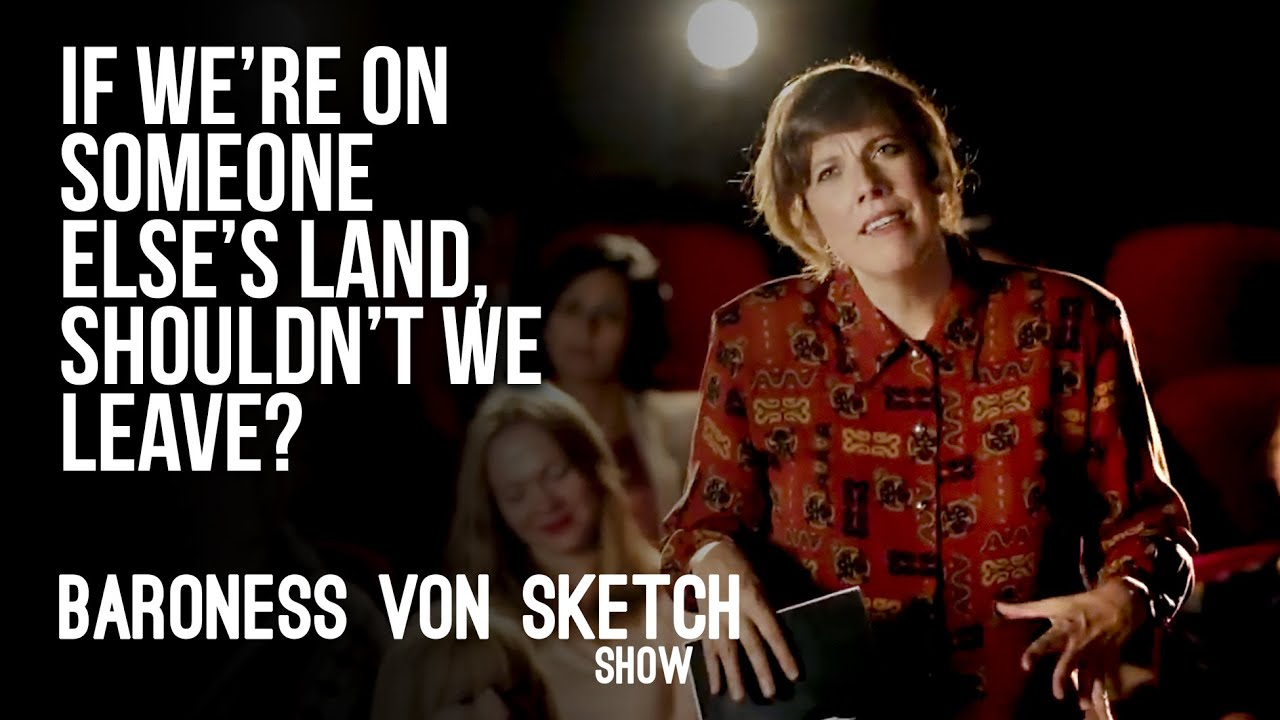 IF WE’RE ON
SOMEONE
ELSE’S LAND,
SHOULDN’T WE
LEAVE?
BARONESS VON SKETCH
SHOW